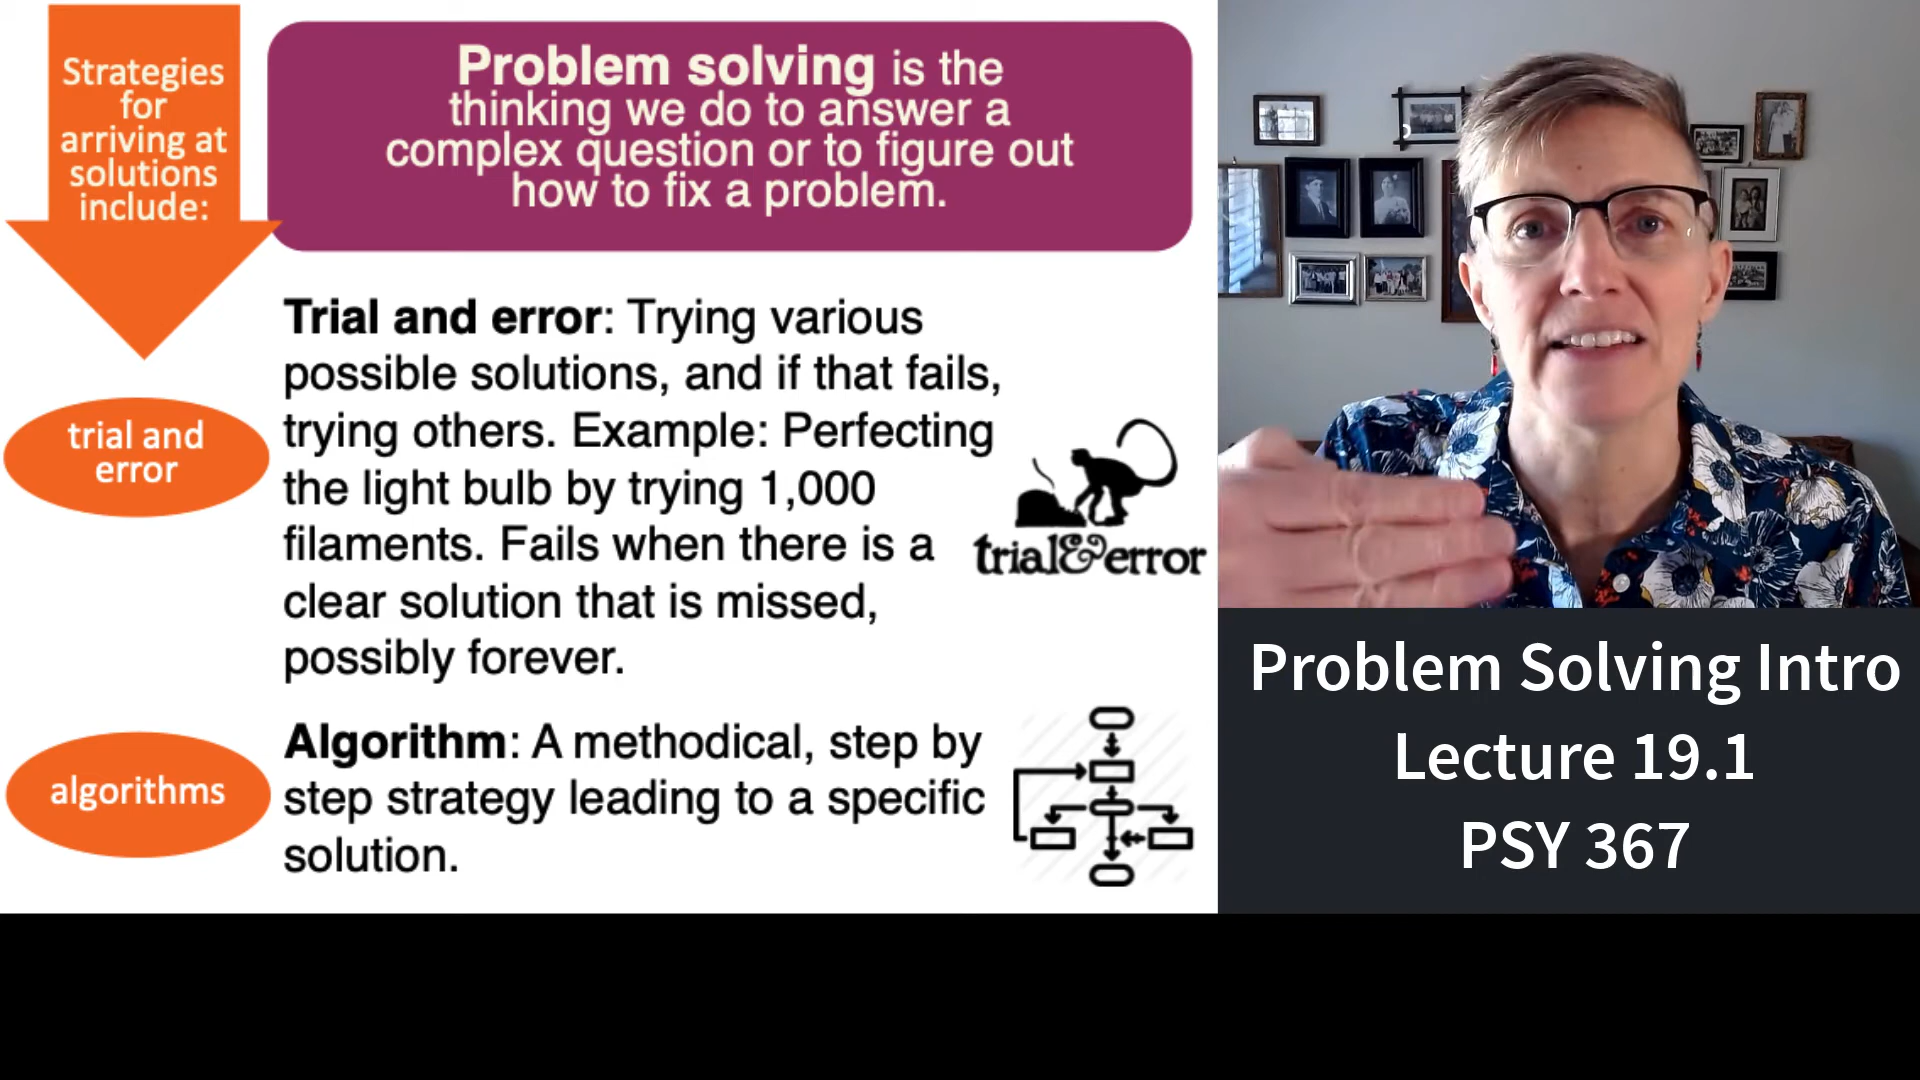 Strategies
for
arriving at
solutions
include:
Problem solving is the
thinking we do to answer a
complex question or to figure out
how to fix a problem.
trial and
error
Trial and error: Trying various
possible solutions, and if that fails,
trying others. Example: Perfecting
the light bulb by trying 1,000
filaments. Fails when there is a
clear solution that is missed,
possibly forever.
trial&error
algorithms
Algorithm: A methodical, step by
step strategy leading to a specific
solution.
Problem Solving Intro
Lecture 19.1
PSY 367